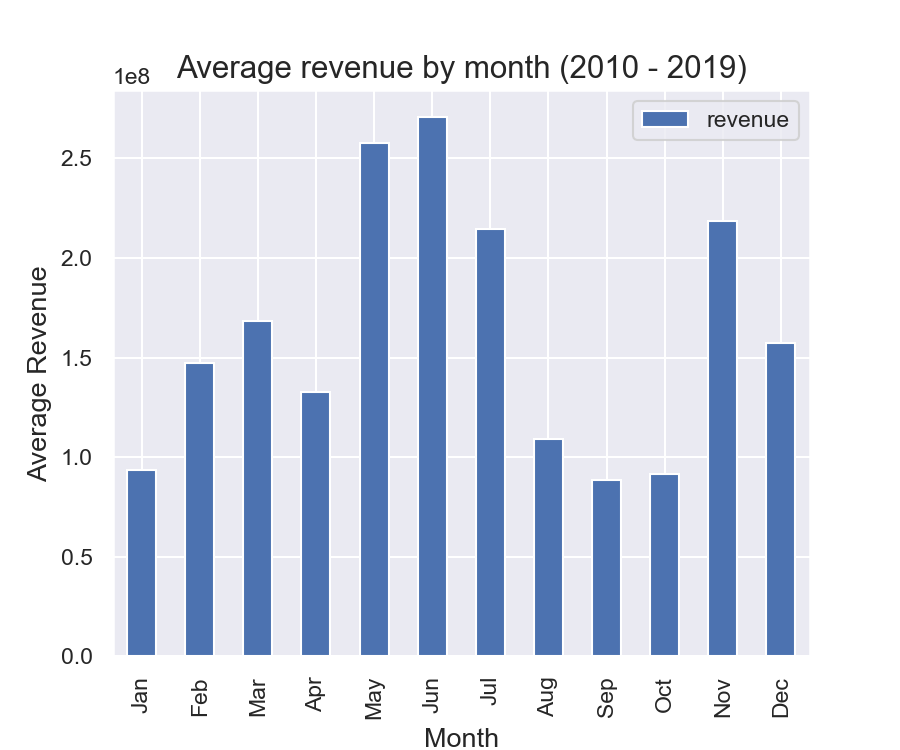 Average revenue by month (2010 - 2019)
1e8
revenue
2.5
2.0
1.5
1.0
0.5
0.0
Average Revenue
Jan
Feb
Mar
Apr
May
Jun
Jul
Aug
Sep
Oct
Nov
Dec
Month